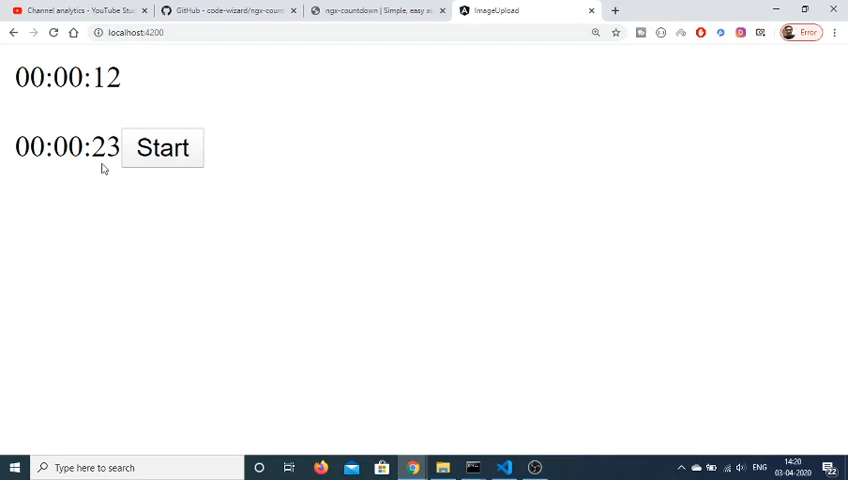 Channel analytics - YouTube Stu
GitHub - code-wizard/ngx-count
ngx-countdown | Simple, easy a
ImageUpload
localhost:4200
Error
00:00:12
00:00:23 Start
Type here to search
ENG
14:20
03-04-2020
22